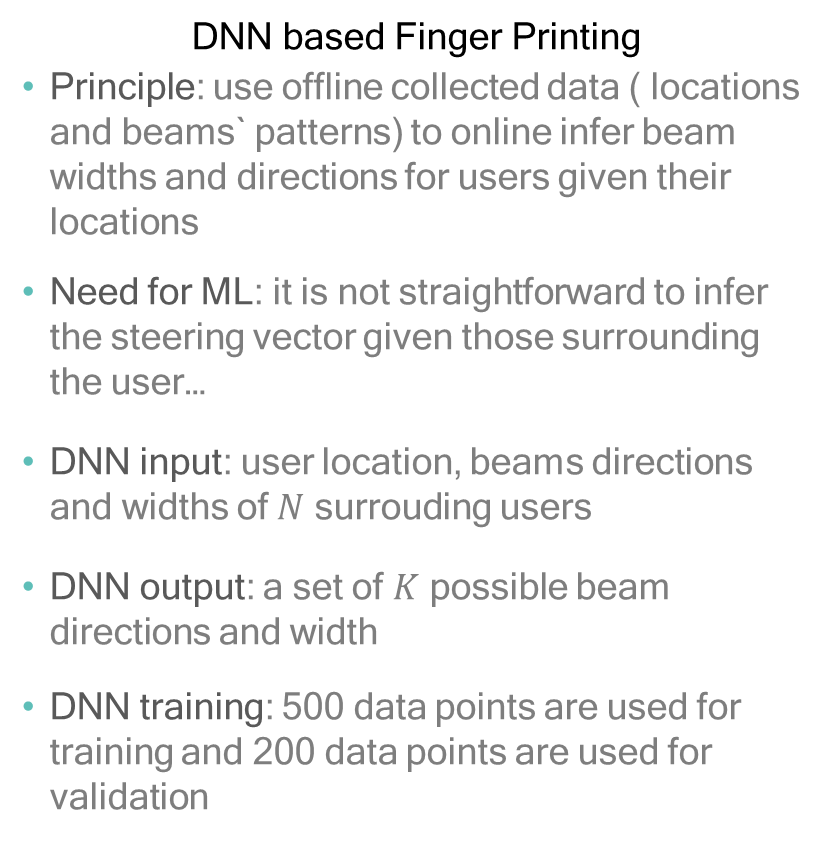 DNN based Finger Printing
• Principle: use offline collected data ( locations
and beams` patterns) to online infer beam
widths and directions for users given their
locations
• Need for ML: it is not straightforward to infer
the steering vector given those surrounding
the user...
• DNN input: user location, beams directions
and widths of N surrouding users
• DNN output: a set of K possible beam
directions and width
• DNN training: 500 data points are used for
training and 200 data points are used for
validation